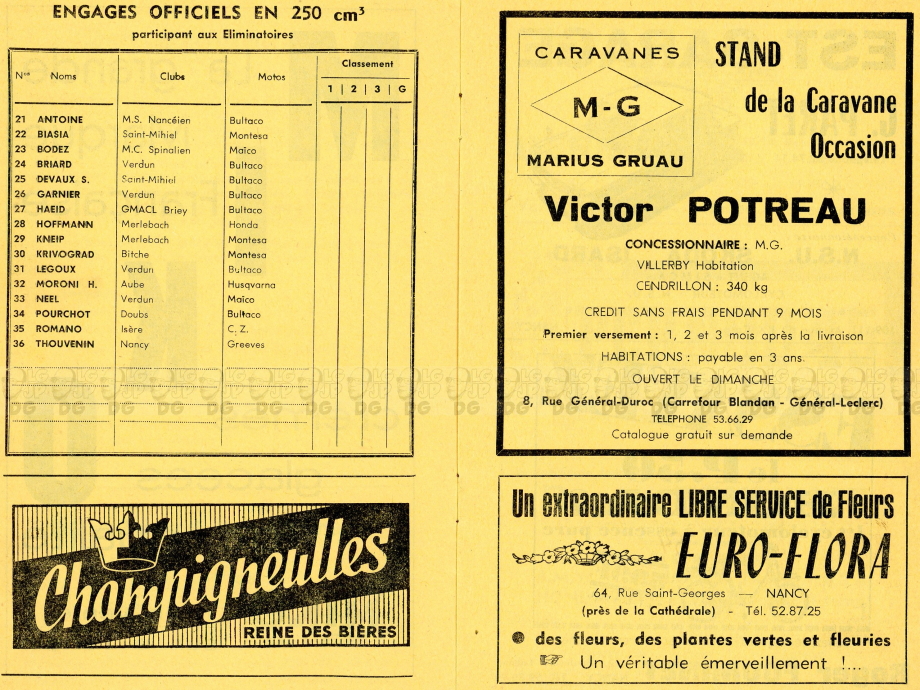 ENGAGES OFFICIELS EN 250 cm³
participant aux Eliminatoires
Nos Noms Clubs Motos Classement
1 | 2 | 3 | G
21 ANTOINE M.S. Nancéien Bultaco
22 BIASIA Saint-Mihiel Montesa
23 BODEZ M.C. Spinalien Maïco
24 BRIARD Verdun Bultaco
25 DEVAUX S. Saint-Mihiel Bultaco
26 GARNIER Verdun Bultaco
27 HAEID GMACL Briey Bultaco
28 HOFFMANN Merlebach Honda
29 KNEIP Merlebach Montesa
30 KRIVOGRAD Bitche Montesa
31 LEGOUX Verdun Bultaco
32 MORONI H. Aube Husqvarna
33 NEEL Verdun Maïco
34 POURCHOT Doubs Bultaco
35 ROMANO Isère C. Z.
36 THOUVENIN Nancy Greeves
Champigneulles
REINE DES BIÈRES
CARAVANES
M-G
MARIUS GRUAU
STAND
de la Caravane
Occasion
Victor POTREAU
CONCESSIONNAIRE : M.G.
VILLERBY Habitation
CENDRILLON : 340 kg
CREDIT SANS FRAIS PENDANT 9 MOIS
Premier versement : 1, 2 et 3 mois après la livraison
HABITATIONS : payable en 3 ans
OUVERT LE DIMANCHE
8, Rue Général-Duroc (Carrefour Blandan - Général-Leclerc)
TELEPHONE 53.66.29
Catalogue gratuit sur demande
Un extraordinaire LIBRE SERVICE de Fleurs
EURO-FLORA
64, Rue Saint-Georges — NANCY
(près de la Cathédrale) - Tél. 52.87.25
des fleurs, des plantes vertes et fleuries
Un véritable émerveillement !...